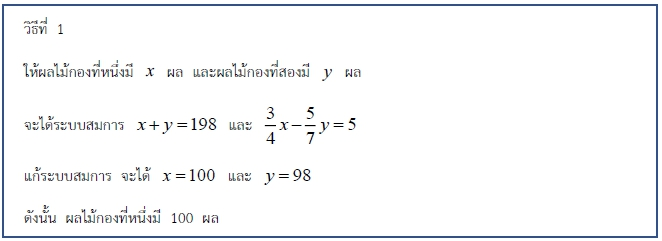 วิธีที่ 1
ให้ผลไม้กองที่หนึ่งมี x ผล และผลไม้กองที่สองมี y ผล
จะได้ระบบสมการ x + y = 198 และ 3/4 x − 5/7 y = 5
แก้ระบบสมการ จะได้ x = 100 และ y = 98
ดังนั้น ผลไม้กองที่หนึ่งมี 100 ผล